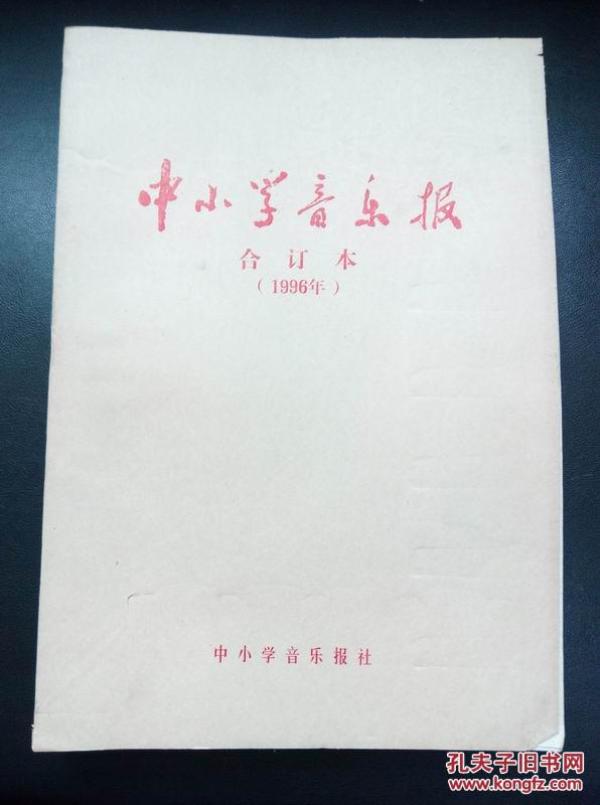 中小学音乐报
合订本
（1996年）
中小学音乐报社
孔夫子旧书网
www.kongfz.com